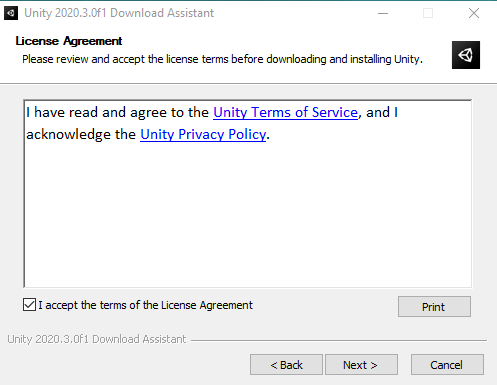 Unity 2020.3.0f1 Download Assistant
License Agreement
Please review and accept the license terms before downloading and installing Unity.
I have read and agree to the Unity Terms of Service, and I
acknowledge the Unity Privacy Policy.
I accept the terms of the License Agreement
Print
Unity 2020.3.0f1 Download Assistant
< Back
Next >
Cancel